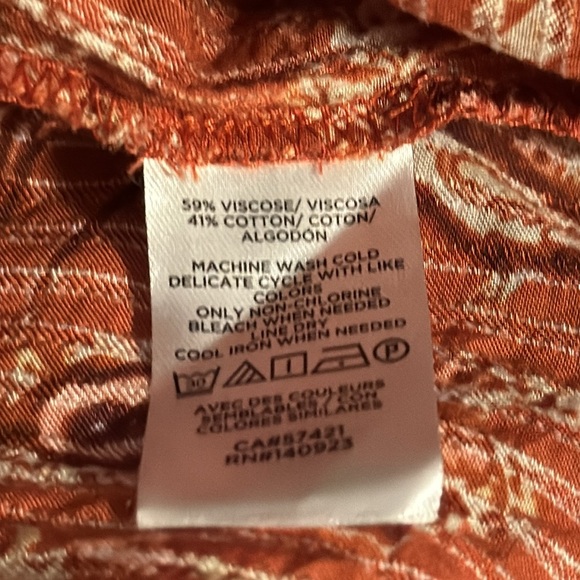 59% VISCOSE/ VISCOSA
41% COTTON/ COTON/
ALGODÓN
MACHINE WASH COLD
DELICATE CYCLE WITH LIKE
COLORS
ONLY NON-CHLORINE
BLEACH WHEN NEEDED
LINE DRY
COOL IRON WHEN NEEDED
30 P
AVEC DES COULEURS
SEMBLABLES/ CON
COLORES SIMILARES
CA#57421
RN#140923